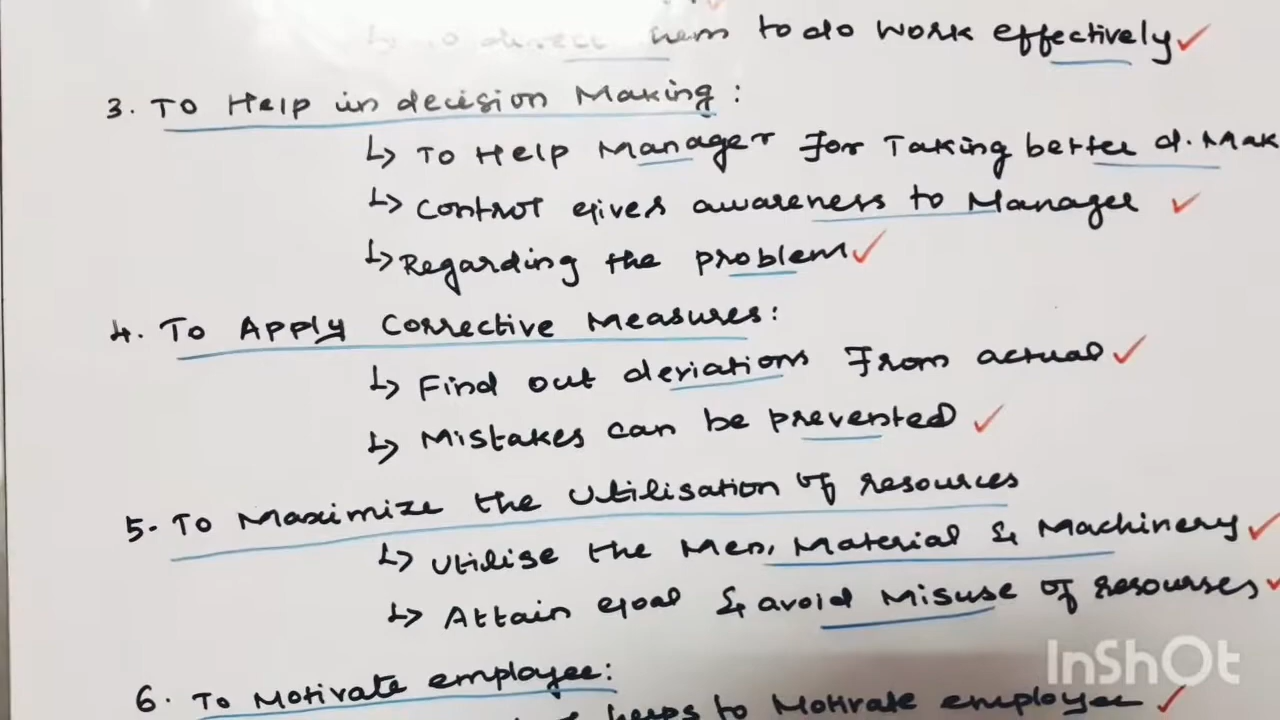 to direct them to do work effectively
3. To Help in decision Making:
↳ To Help Manager for Taking better d. Mak
↳ Control gives awareness to Manager
↳ Regarding the problem
4. To Apply Corrective Measures:
↳ Find out deviations from actual
↳ Mistakes can be prevented
5. To Maximize the Utilisation of resources
↳ Utilise the Men, Material & Machinery
↳ Attain goal & avoid Misuse of resourses
6. To Motivate employee:
helps to Motivate employee
InShOt